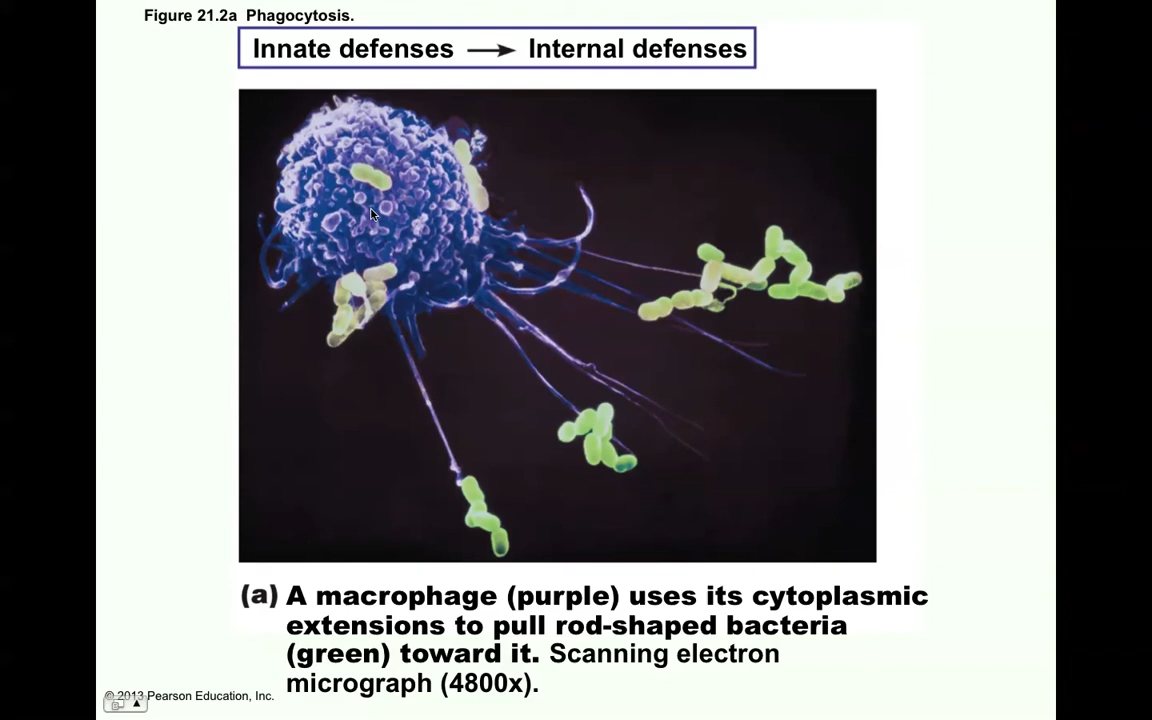 Figure 21.2a Phagocytosis.
Innate defenses → Internal defenses
(a) A macrophage (purple) uses its cytoplasmic
extensions to pull rod-shaped bacteria
(green) toward it. Scanning electron
micrograph (4800x).
© 2013 Pearson Education, Inc.